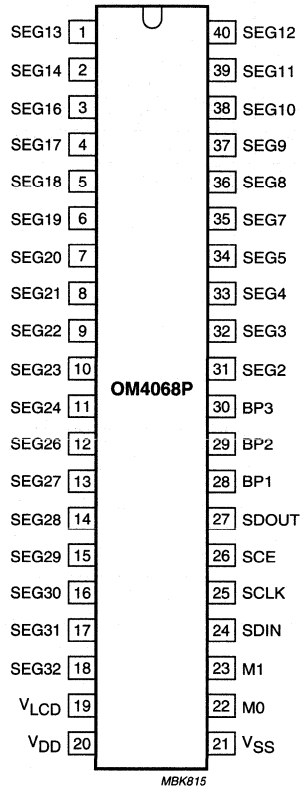 SEG13 1 40 SEG12
SEG14 2 39 SEG11
SEG16 3 38 SEG10
SEG17 4 37 SEG9
SEG18 5 36 SEG8
SEG19 6 35 SEG7
SEG20 7 34 SEG5
SEG21 8 33 SEG4
SEG22 9 32 SEG3
SEG23 10 31 SEG2
OM4068P
SEG24 11 30 BP3
SEG26 12 29 BP2
SEG27 13 28 BP1
SEG28 14 27 SDOUT
SEG29 15 26 SCE
SEG30 16 25 SCLK
SEG31 17 24 SDIN
SEG32 18 23 M1
VLCD 19 22 M0
VDD 20 21 VSS
MBK815